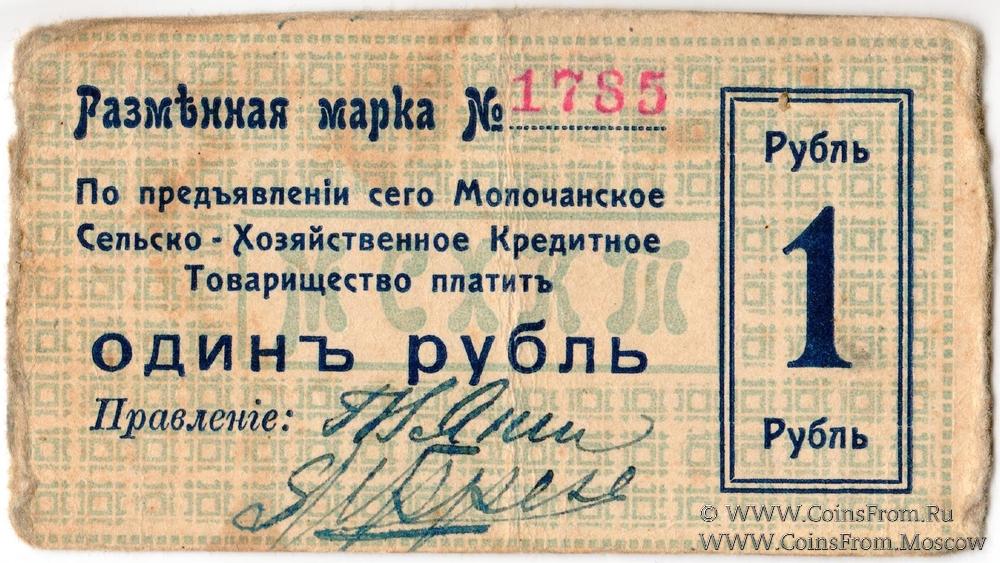 Размѣнная марка № 1785
По предъявленіи сего Молочанское
Сельско-Хозяйственное Кредитное
Товарищество платитъ
МСХКТ
одинъ рубль
Правленіе:
Рубль
1
Рубль
© WWW.CoinsFrom.Ru
WWW.CoinsFrom.Moscow